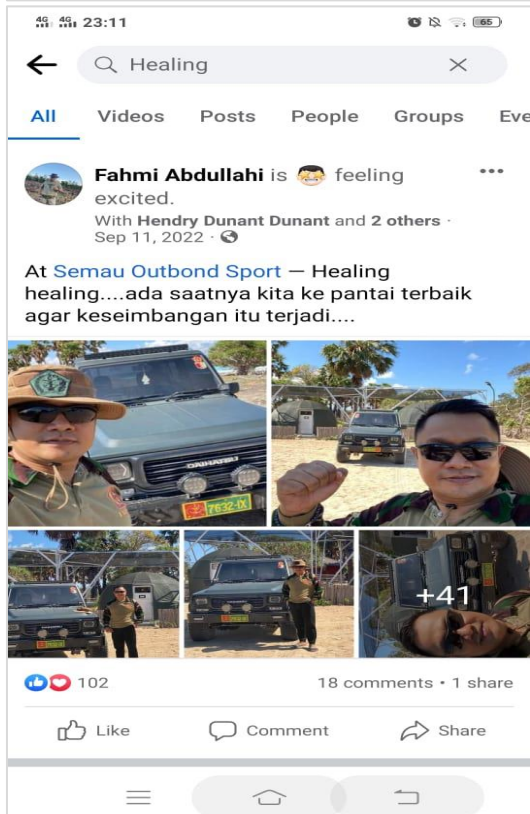 4G 4G 23:11 65
Healing
All Videos Posts People Groups Eve
Fahmi Abdullahi is feeling
excited.
With Hendry Dunant Dunant and 2 others ·
Sep 11, 2022 ·
At Semau Outbond Sport — Healing
healing....ada saatnya kita ke pantai terbaik
agar keseimbangan itu terjadi....
DAIHATSU
7632-IX
+41
102 18 comments • 1 share
Like Comment Share